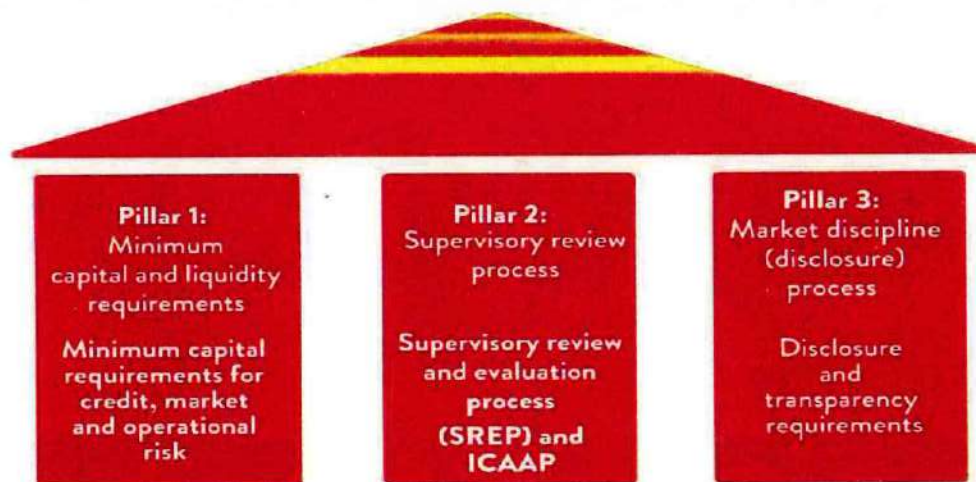 Pillar 1:
Minimum
capital and liquidity
requirements
Minimum capital
requirements for
credit, market
and operational
risk
Pillar 2:
Supervisory review
process
Supervisory review
and evaluation
process
(SREP) and
ICAAP
Pillar 3:
Market discipline
(disclosure)
process
Disclosure
and
transparency
requirements